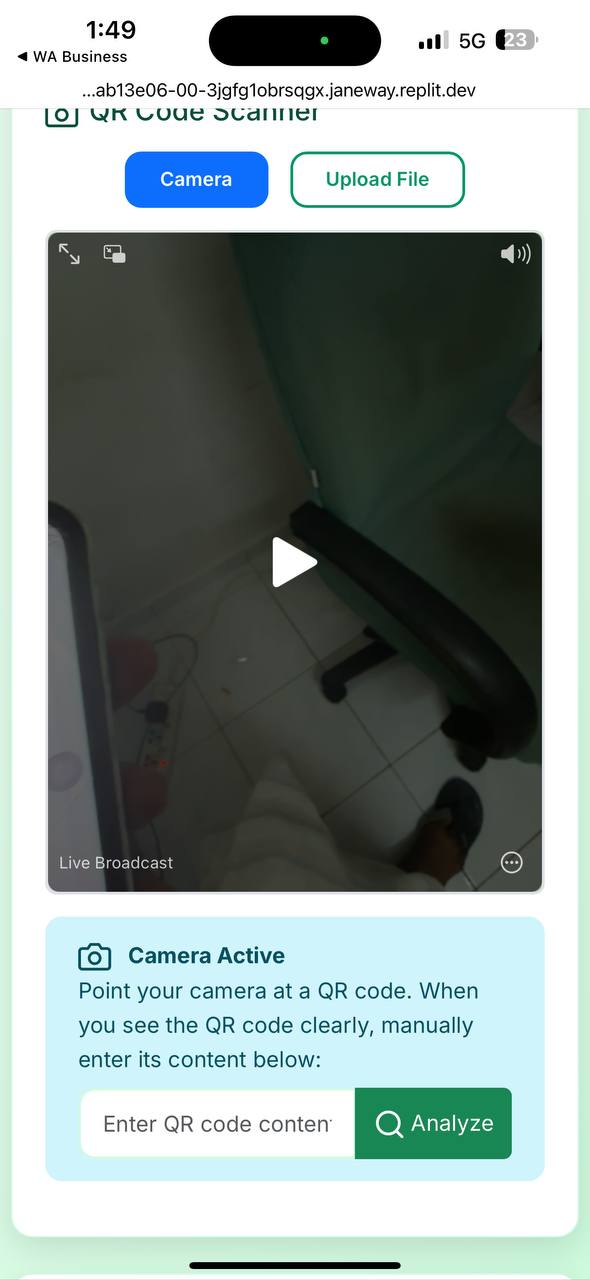 1:49
5G
23
WA Business
...ab13e06-00-3jgfg1obrsqgx.janeway.replit.dev
QR Code Scanner
Camera
Upload File
Live Broadcast
Camera Active
Point your camera at a QR code. When
you see the QR code clearly, manually
enter its content below:
Enter QR code conten
Analyze